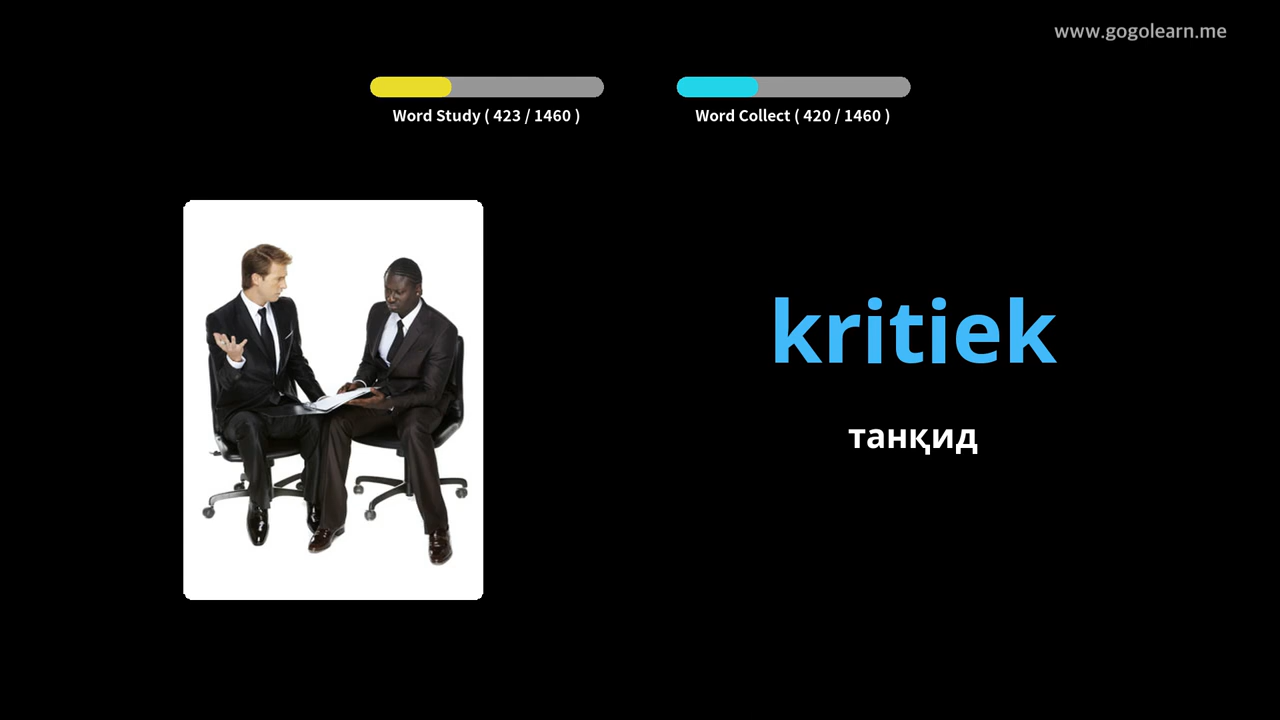 www.gogolearn.me
Word Study ( 423 / 1460 )
Word Collect ( 420 / 1460 )
kritiek
танқид